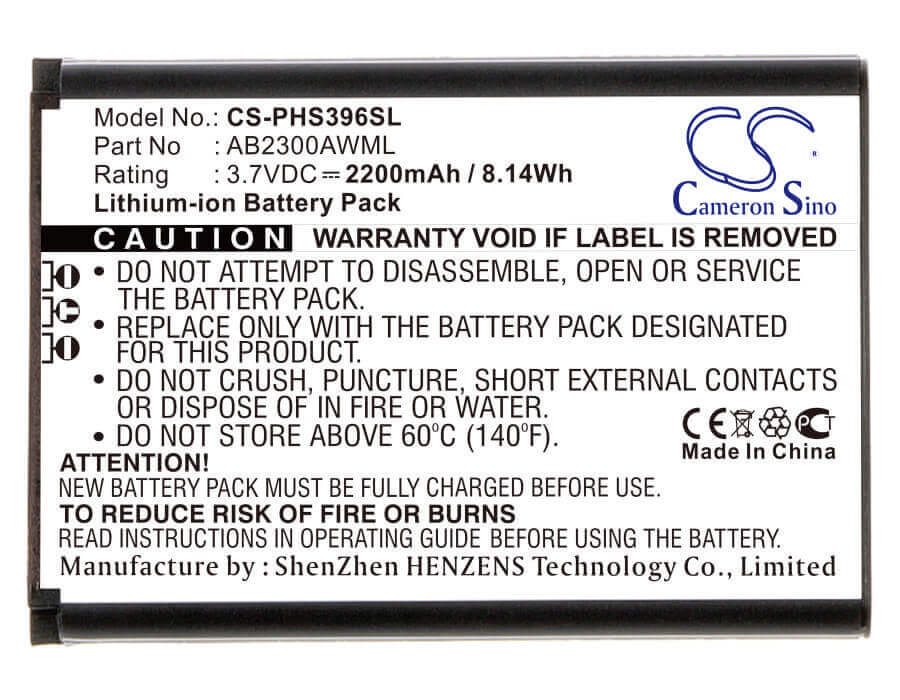 Model No.: CS-PHS396SL
Part No : AB2300AWML
Rating : 3.7VDC ⎓ 2200mAh / 8.14Wh
Lithium-ion Battery Pack
CS
®
Cameron Sino
CAUTION WARRANTY VOID IF LABEL IS REMOVED
• DO NOT ATTEMPT TO DISASSEMBLE, OPEN OR SERVICE
THE BATTERY PACK.
• REPLACE ONLY WITH THE BATTERY PACK DESIGNATED
FOR THIS PRODUCT.
• DO NOT CRUSH, PUNCTURE, SHORT EXTERNAL CONTACTS
OR DISPOSE OF IN FIRE OR WATER.
• DO NOT STORE ABOVE 60°C (140°F).
CE PCT
Made In China
ATTENTION!
NEW BATTERY PACK MUST BE FULLY CHARGED BEFORE USE.
TO REDUCE RISK OF FIRE OR BURNS
READ INSTRUCTIONS IN OPERATING GUIDE BEFORE BEING USED.
Manufacture by : ShenZhen HENZENS Technology Co., Limited